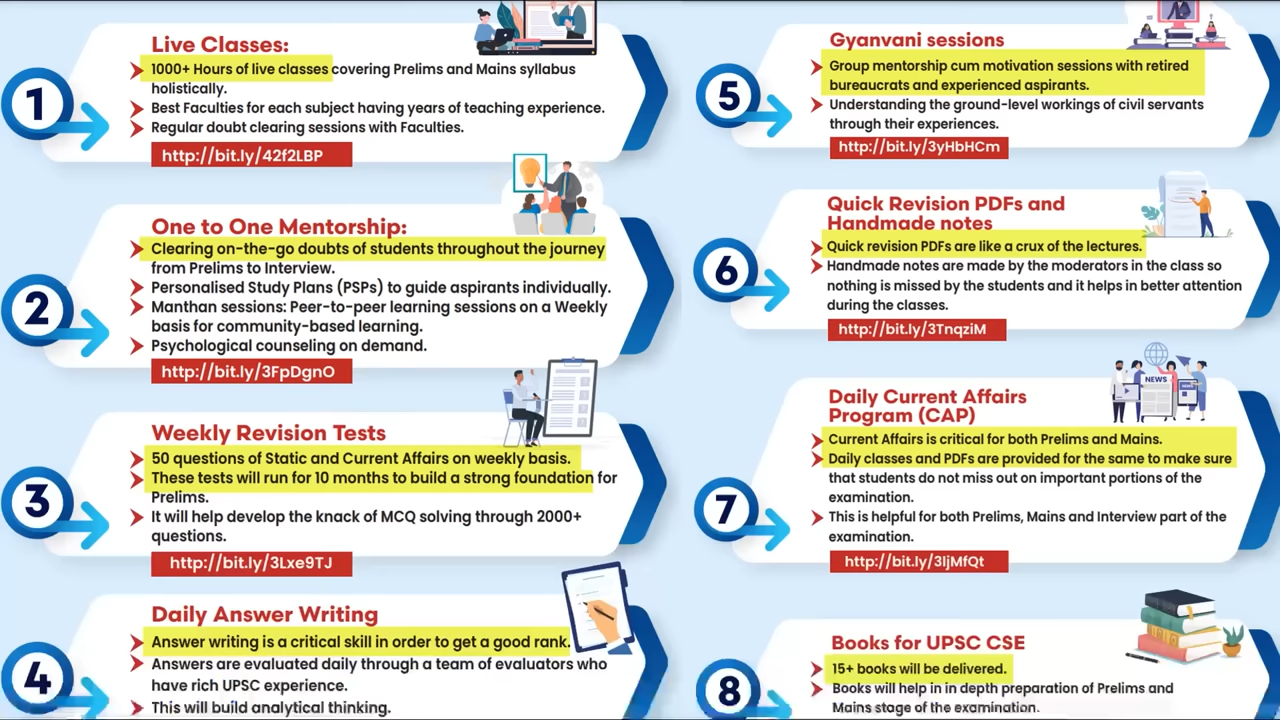 1
Live Classes:
1000+ Hours of live classes covering Prelims and Mains syllabus
holistically.
Best Faculties for each subject having years of teaching experience.
Regular doubt clearing sessions with Faculties.
http://bit.ly/42f2LBP
2
One to One Mentorship:
Clearing on-the-go doubts of students throughout the journey
from Prelims to Interview.
Personalised Study Plans (PSPs) to guide aspirants individually.
Manthan sessions: Peer-to-peer learning sessions on a Weekly
basis for community-based learning.
Psychological counseling on demand.
http://bit.ly/3FpDgnO
3
Weekly Revision Tests
50 questions of Static and Current Affairs on weekly basis.
These tests will run for 10 months to build a strong foundation for
Prelims.
It will help develop the knack of MCQ solving through 2000+
questions.
http://bit.ly/3Lxe9TJ
4
Daily Answer Writing
Answer writing is a critical skill in order to get a good rank.
Answers are evaluated daily through a team of evaluators who
have rich UPSC experience.
This will build analytical thinking.
5
Gyanvani sessions
Group mentorship cum motivation sessions with retired
bureaucrats and experienced aspirants.
Understanding the ground-level workings of civil servants
through their experiences.
http://bit.ly/3yHbHCm
6
Quick Revision PDFs and
Handmade notes
Quick revision PDFs are like a crux of the lectures.
Handmade notes are made by the moderators in the class so
nothing is missed by the students and it helps in better attention
during the classes.
http://bit.ly/3TnqziM
7
NEWS
Daily Current Affairs
Program (CAP)
Current Affairs is critical for both Prelims and Mains.
Daily classes and PDFs are provided for the same to make sure
that students do not miss out on important portions of the
examination.
This is helpful for both Prelims, Mains and Interview part of the
examination.
http://bit.ly/3IjMfQt
8
Books for UPSC CSE
15+ books will be delivered.
Books will help in in depth preparation of Prelims and
Mains stage of the examination.